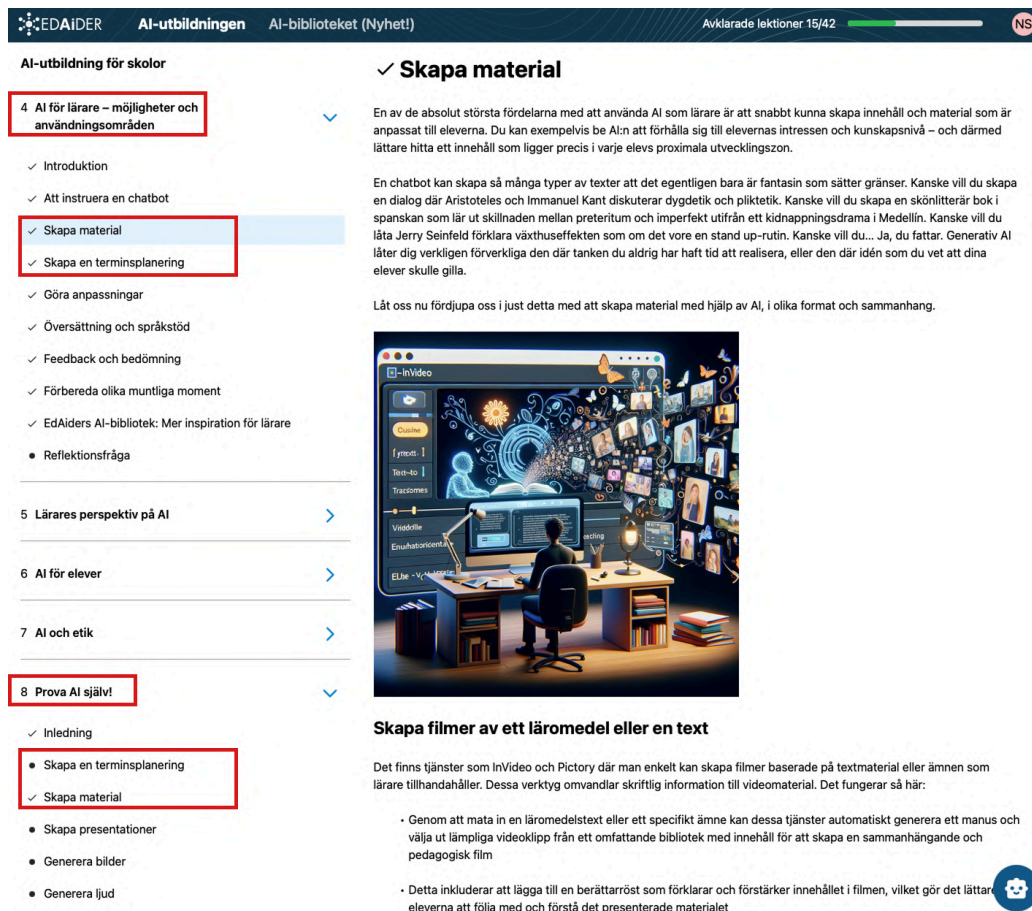 EDAiDER
AI-utbildningen
AI-biblioteket (Nyhet!)
Avklarade lektioner 15/42
NS
AI-utbildning för skolor
4 AI för lärare – möjligheter och
användningsområden
✓ Introduktion
✓ Att instruera en chatbot
✓ Skapa material
✓ Skapa en terminsplanering
✓ Göra anpassningar
✓ Översättning och språkstöd
✓ Feedback och bedömning
✓ Förbereda olika muntliga moment
✓ EdAiders AI-bibliotek: Mer inspiration för lärare
• Reflektionsfråga
5 Lärares perspektiv på AI
6 AI för elever
7 AI och etik
8 Prova AI själv!
✓ Inledning
• Skapa en terminsplanering
✓ Skapa material
• Skapa presentationer
• Generera bilder
• Generera ljud
✓ Skapa material
En av de absolut största fördelarna med att använda AI som lärare är att snabbt kunna skapa innehåll och material som är
anpassat till eleverna. Du kan exempelvis be AI:n att förhålla sig till elevernas intressen och kunskapsnivå – och därmed
lättare hitta ett innehåll som ligger precis i varje elevs proximala utvecklingszon.
En chatbot kan skapa så många typer av texter att det egentligen bara är fantasin som sätter gränser. Kanske vill du skapa
en dialog där Aristoteles och Immanuel Kant diskuterar dygdetik och pliktetik. Kanske vill du skapa en skönlitterär bok i
spanskan som lär ut skillnaden mellan preteritum och imperfekt utifrån ett kidnappningsdrama i Medellín. Kanske vill du
låta Jerry Seinfeld förklara växthuseffekten som om det vore en stand up-rutin. Kanske vill du... Ja, du fattar. Generativ AI
låter dig verkligen förverkliga den där tanken du aldrig har haft tid att realisera, eller den där idén som du vet att dina
elever skulle gilla.
Låt oss nu fördjupa oss i just detta med att skapa material med hjälp av AI, i olika format och sammanhang.
-InVideo
Skapa filmer av ett läromedel eller en text
Det finns tjänster som InVideo och Pictory där man enkelt kan skapa filmer baserade på textmaterial eller ämnen som
lärare tillhandahåller. Dessa verktyg omvandlar skriftlig information till videomaterial. Det fungerar så här:
• Genom att mata in en läromedelstext eller ett specifikt ämne kan dessa tjänster automatiskt generera ett manus och
välja ut lämpliga videoklipp från ett omfattande bibliotek med innehåll för att skapa en sammanhängande och
pedagogisk film
• Detta inkluderar att lägga till en berättarröst som förklarar och förstärker innehållet i filmen, vilket gör det lättare
eleverna att följa med och förstå det presenterade materialet